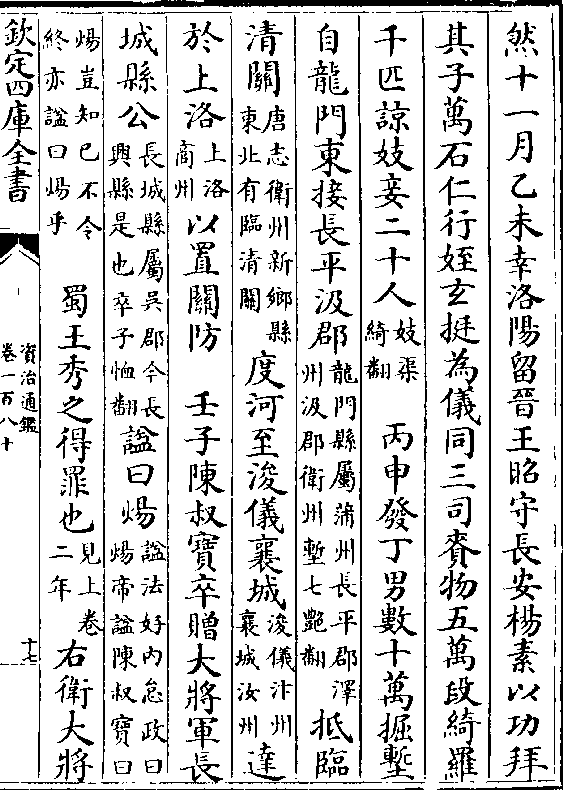 然十一月乙未幸洛陽留晉王昭守長安楊素以功拜
其子萬石仁行姪玄挺為儀同三司賚物五萬段綺羅
千匹諒妓妾二十人妓渠綺翻 丙申發丁男數十萬掘塹
自龍門東接長平汲郡龍門縣屬蒲州長平郡澤州汲郡衛州塹七艷翻抵臨
清關唐志衛州新鄉縣東北有臨清關度河至浚儀襄城浚儀汴州襄城汝州達
於上洛上洛商州以置關防 壬子陳叔寶卒贈大將軍長
城縣公長城縣屬吳郡今長興縣是也卒子恤翻諡曰煬諡法好內怠政曰煬帝諡陳叔寶曰
煬豈知已不令終亦諡曰煬乎 蜀王秀之得罪也見上卷二年右衛大將
欽定四庫全書
資治通鑑
卷一百八十
十七